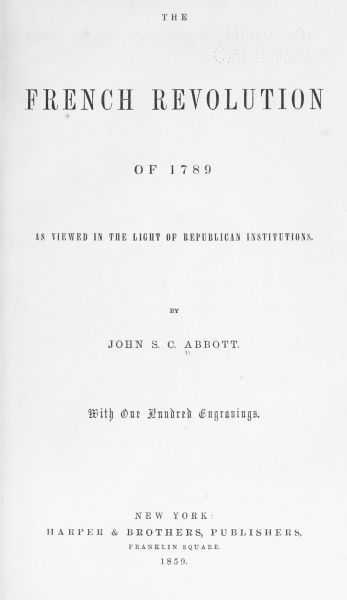 THE
FRENCH REVOLUTION
OF 1789
AS VIEWED IN THE LIGHT OF REPUBLICAN INSTITUTIONS.
BY
JOHN S. C. ABBOTT.
With One Hundred Engravings.
NEW YORK:
HARPER & BROTHERS, PUBLISHERS,
FRANKLIN SQUARE.
1859.